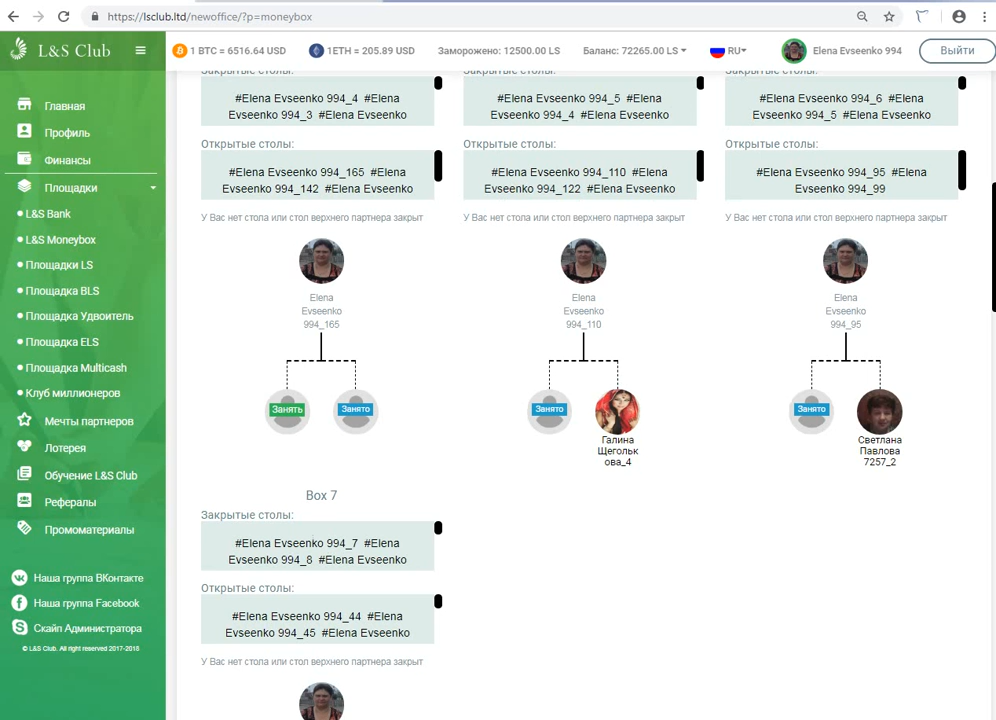 https://lsclub.ltd/newoffice/?p=moneybox
L&S Club
1 BTC = 6516.64 USD
1ETH = 205.89 USD
Заморожено: 12500.00 LS
Баланс: 72265.00 LS
RU
Elena Evseenko 994
Выйти
Главная
Профиль
Финансы
Площадки
L&S Bank
L&S Moneybox
Площадки LS
Площадка BLS
Площадка Удвоитель
Площадка ELS
Площадка Multicash
Клуб миллионеров
Мечты партнеров
Лотерея
Обучение L&S Club
Рефералы
Промоматериалы
Наша группа ВКонтакте
Наша группа Facebook
Скайп Администратора
© L&S Club. All right reserved 2017-2018
Закрытые столы:
#Elena Evseenko 994_4 #Elena
Evseenko 994_3 #Elena Evseenko
Открытые столы:
#Elena Evseenko 994_165 #Elena
Evseenko 994_142 #Elena Evseenko
У Вас нет стола или стол верхнего партнера закрыт
Elena
Evseenko
994_165
Занять
Занято
Закрытые столы:
#Elena Evseenko 994_5 #Elena
Evseenko 994_4 #Elena Evseenko
Открытые столы:
#Elena Evseenko 994_110 #Elena
Evseenko 994_122 #Elena Evseenko
У Вас нет стола или стол верхнего партнера закрыт
Elena
Evseenko
994_110
Занято
Галина
Щегольк
ова_4
Закрытые столы:
#Elena Evseenko 994_6 #Elena
Evseenko 994_5 #Elena Evseenko
Открытые столы:
#Elena Evseenko 994_95 #Elena
Evseenko 994_99
У Вас нет стола или стол верхнего партнера закрыт
Elena
Evseenko
994_95
Занято
Светлана
Павлова
7257_2
Box 7
Закрытые столы:
#Elena Evseenko 994_7 #Elena
Evseenko 994_8 #Elena Evseenko
Открытые столы:
#Elena Evseenko 994_44 #Elena
Evseenko 994_45 #Elena Evseenko
У Вас нет стола или стол верхнего партнера закрыт